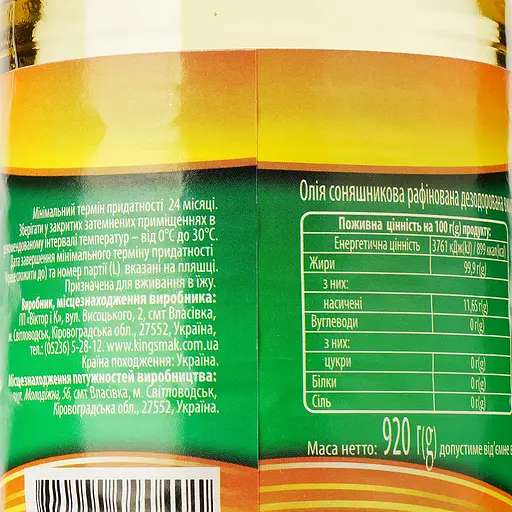 Мінімальний термін придатності 24 місяці.
Зберігати у закритих затемнених приміщеннях в
рекомендованому інтервалі температур – від 0°С до 30°С.
Дата завершення мінімального терміну придатності
спожити до) та номер партії (L) вказані на пляшці.
Призначена для вживання в їжу.
Виробник, місцезнаходження виробника:
ПП «Віктор і К», вул. Висоцького, 2, смт Власівка,
м. Світловодськ, Кіровоградська обл., 27552, Україна,
тел.: (05236) 5-28-12. www.kingsmak.com.ua
Країна походження: Україна.
Місцезнаходження потужностей виробництва:
вул. Молодіжна, 56, смт Власівка, м. Світловодськ,
Кіровоградська обл., 27552, Україна.
Олія соняшникова рафінована дезодорована
Поживна цінність на 100 г(g) продукту:
Енергетична цінність 3761 кДж(kJ) / 899 ккал(kcal)
Жири 99,9 г(g)
з них:
насичені 11,65 г(g)
Вуглеводи 0 г(g)
з них:
цукри 0 г(g)
Білки 0 г(g)
Сіль 0 г(g)
Маса нетто: 920 г(g) допустиме від'ємне